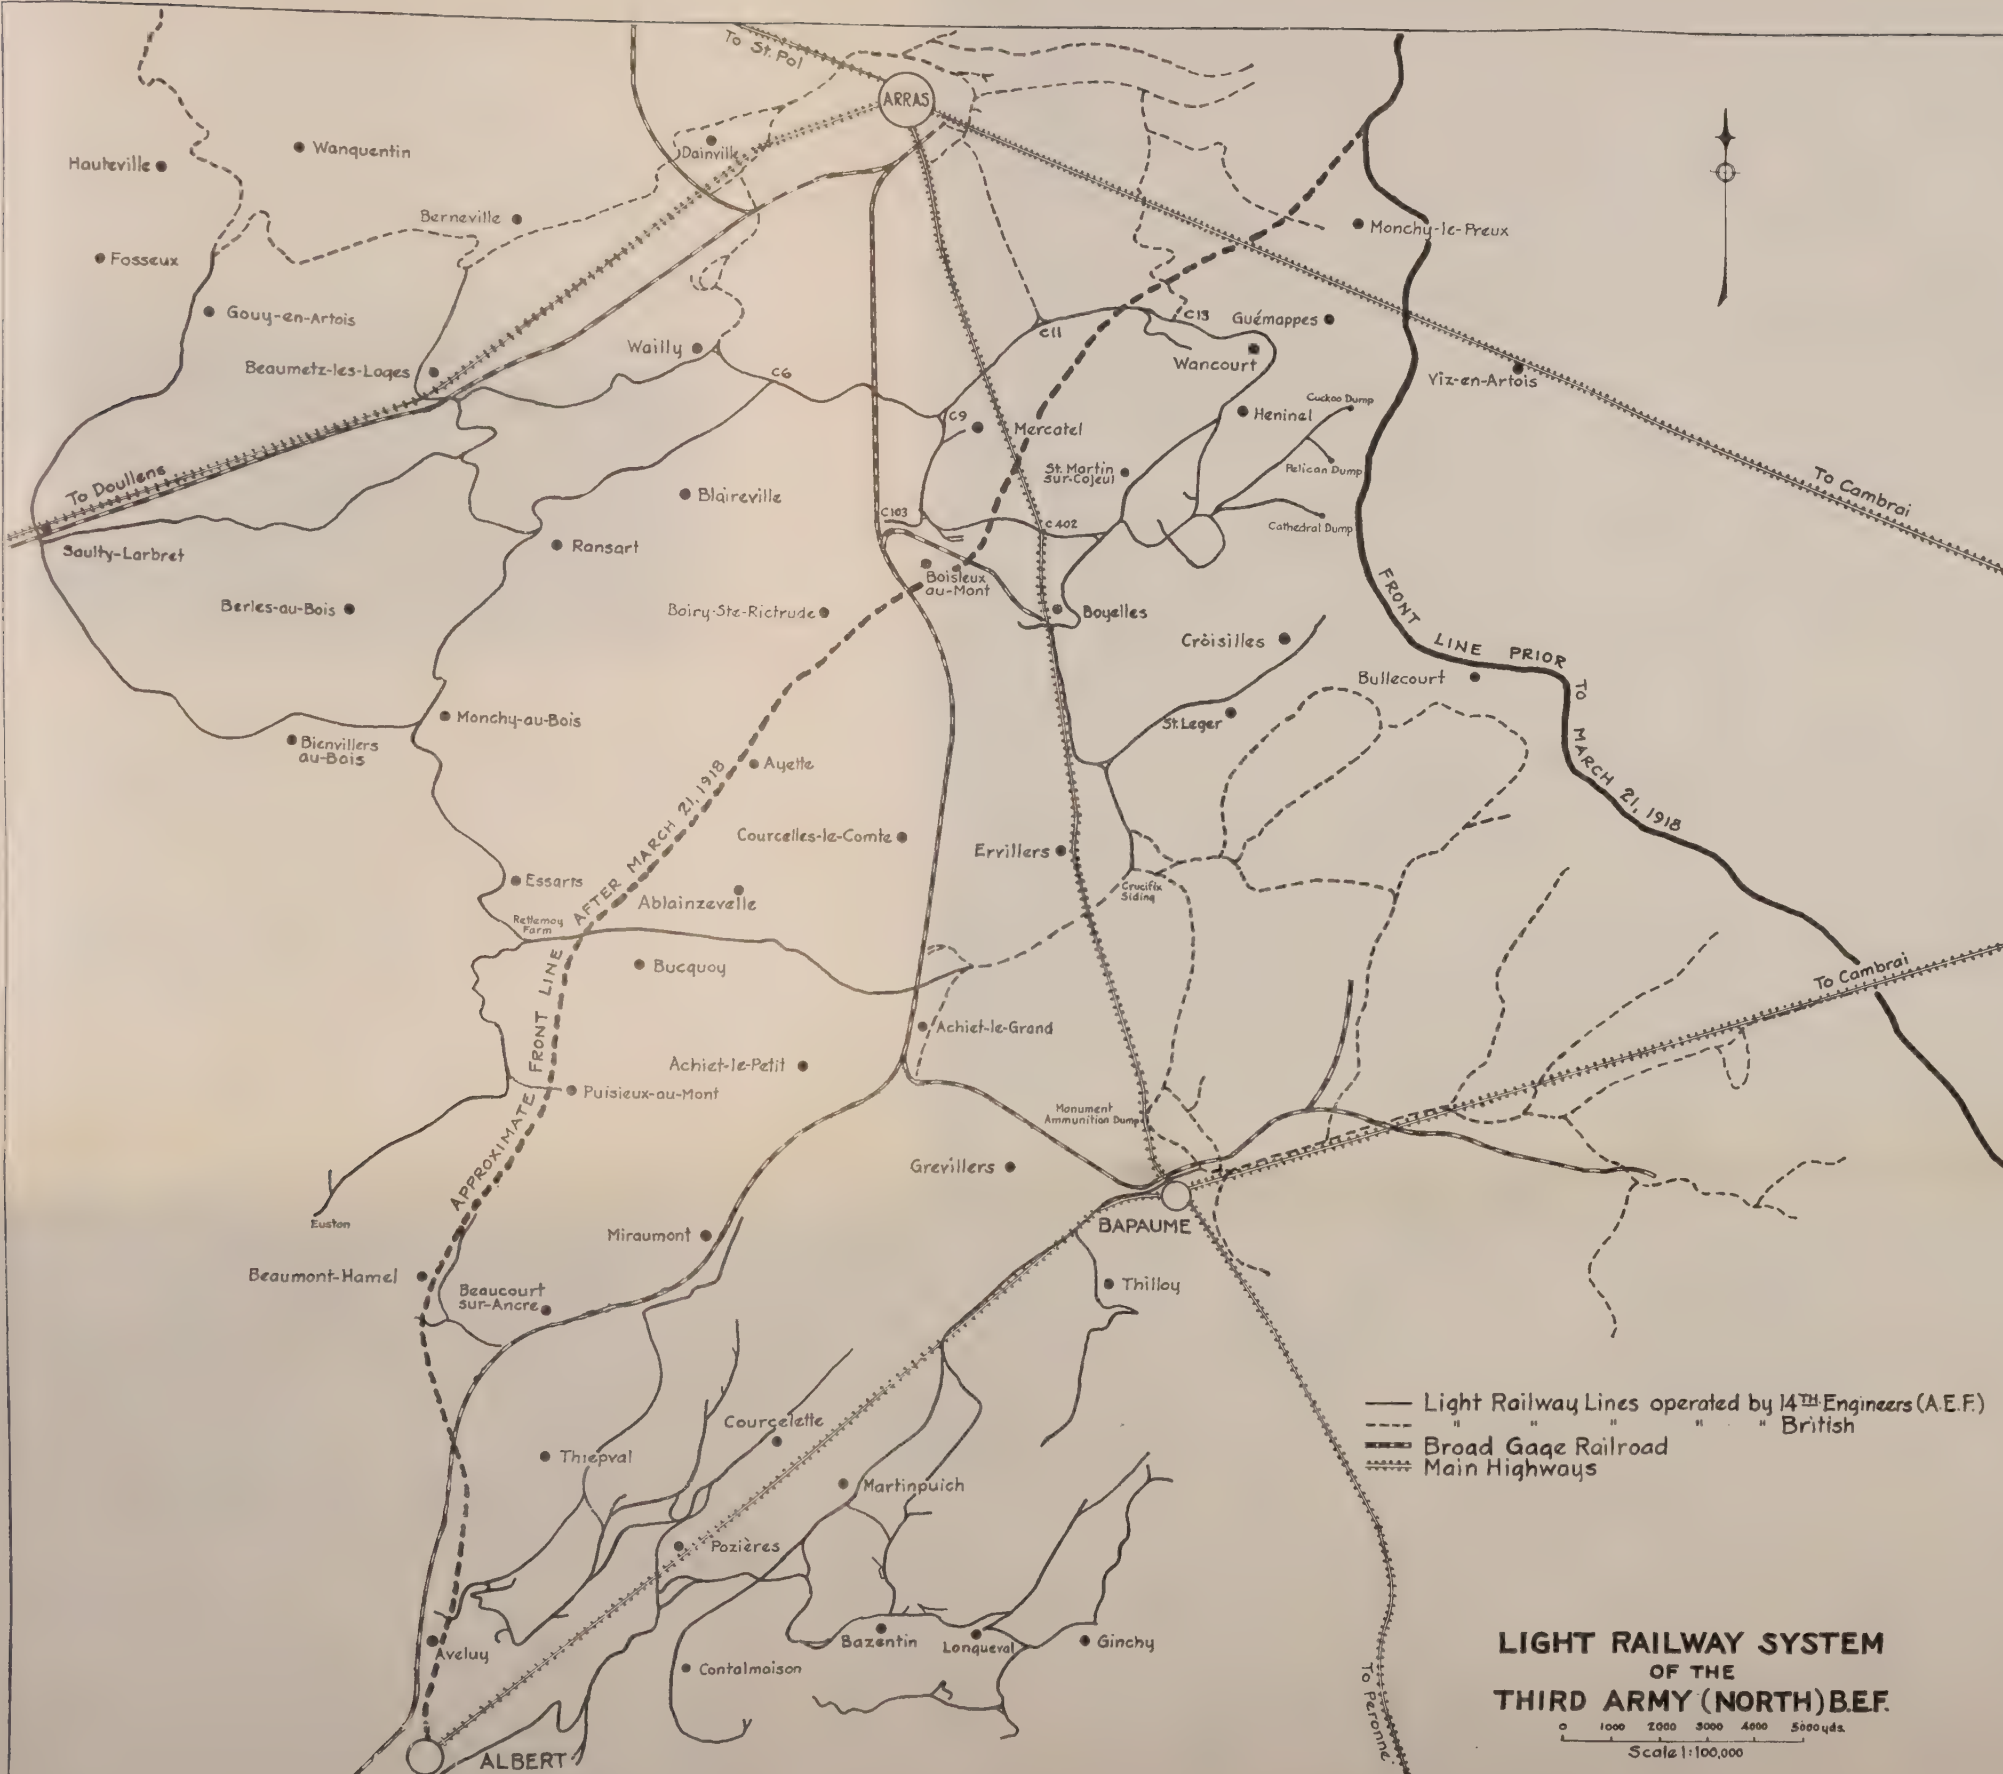 To St. Pol
ARRAS
Dainville
Wanquentin
Hauteville
Berneville
Monchy-le-Preux
Fosseux
Gouy-en-Artois
C13
Guémappes
C11
Wailly
Wancourt
Beaumetz-les-Loges
C6
Viz-en-Artois
Cuckoo Dump
C9
Heninel
Mercatel
St. Martin
sur-Cojeul
Pelican Dump
To Doullens
To Cambrai
Blaireville
C103
C402
Cathedral Dump
Saulty-Larbret
Ransart
Boisleux
au-Mont
Berles-au-Bois
Boiry-Ste-Rictrude
Boyelles
FRONT LINE PRIOR TO MARCH 21, 1918
Croisilles
Bullecourt
Monchy-au-Bois
St. Leger
Bienvillers
au-Bois
Ayette
Courcelles-le-Comte
Ervillers
Essarts
Crucifix
Siding
Ablainzevelle
Rettemoy
Farm
APPROXIMATE FRONT LINE AFTER MARCH 21, 1918
Bucquoy
To Cambrai
Achiet-le-Grand
Achiet-le-Petit
Puisieux-au-Mont
Monument
Ammunition Dump
Grevillers
Euston
BAPAUME
Miraumont
Beaumont-Hamel
Beaucourt
sur-Ancre
Thilloy
Light Railway Lines operated by 14TH Engineers (A.E.F.)
" " " " " British
Broad Gage Railroad
Main Highways
Courcelette
Thiepval
Martinpuich
Pozières
Bazentin
Longueval
Ginchy
Aveluy
Contalmaison
To Peronne.
ALBERT
LIGHT RAILWAY SYSTEM
OF THE
THIRD ARMY (NORTH) B.E.F.
0 1000 2000 3000 4000 5000 yds.
Scale 1:100,000